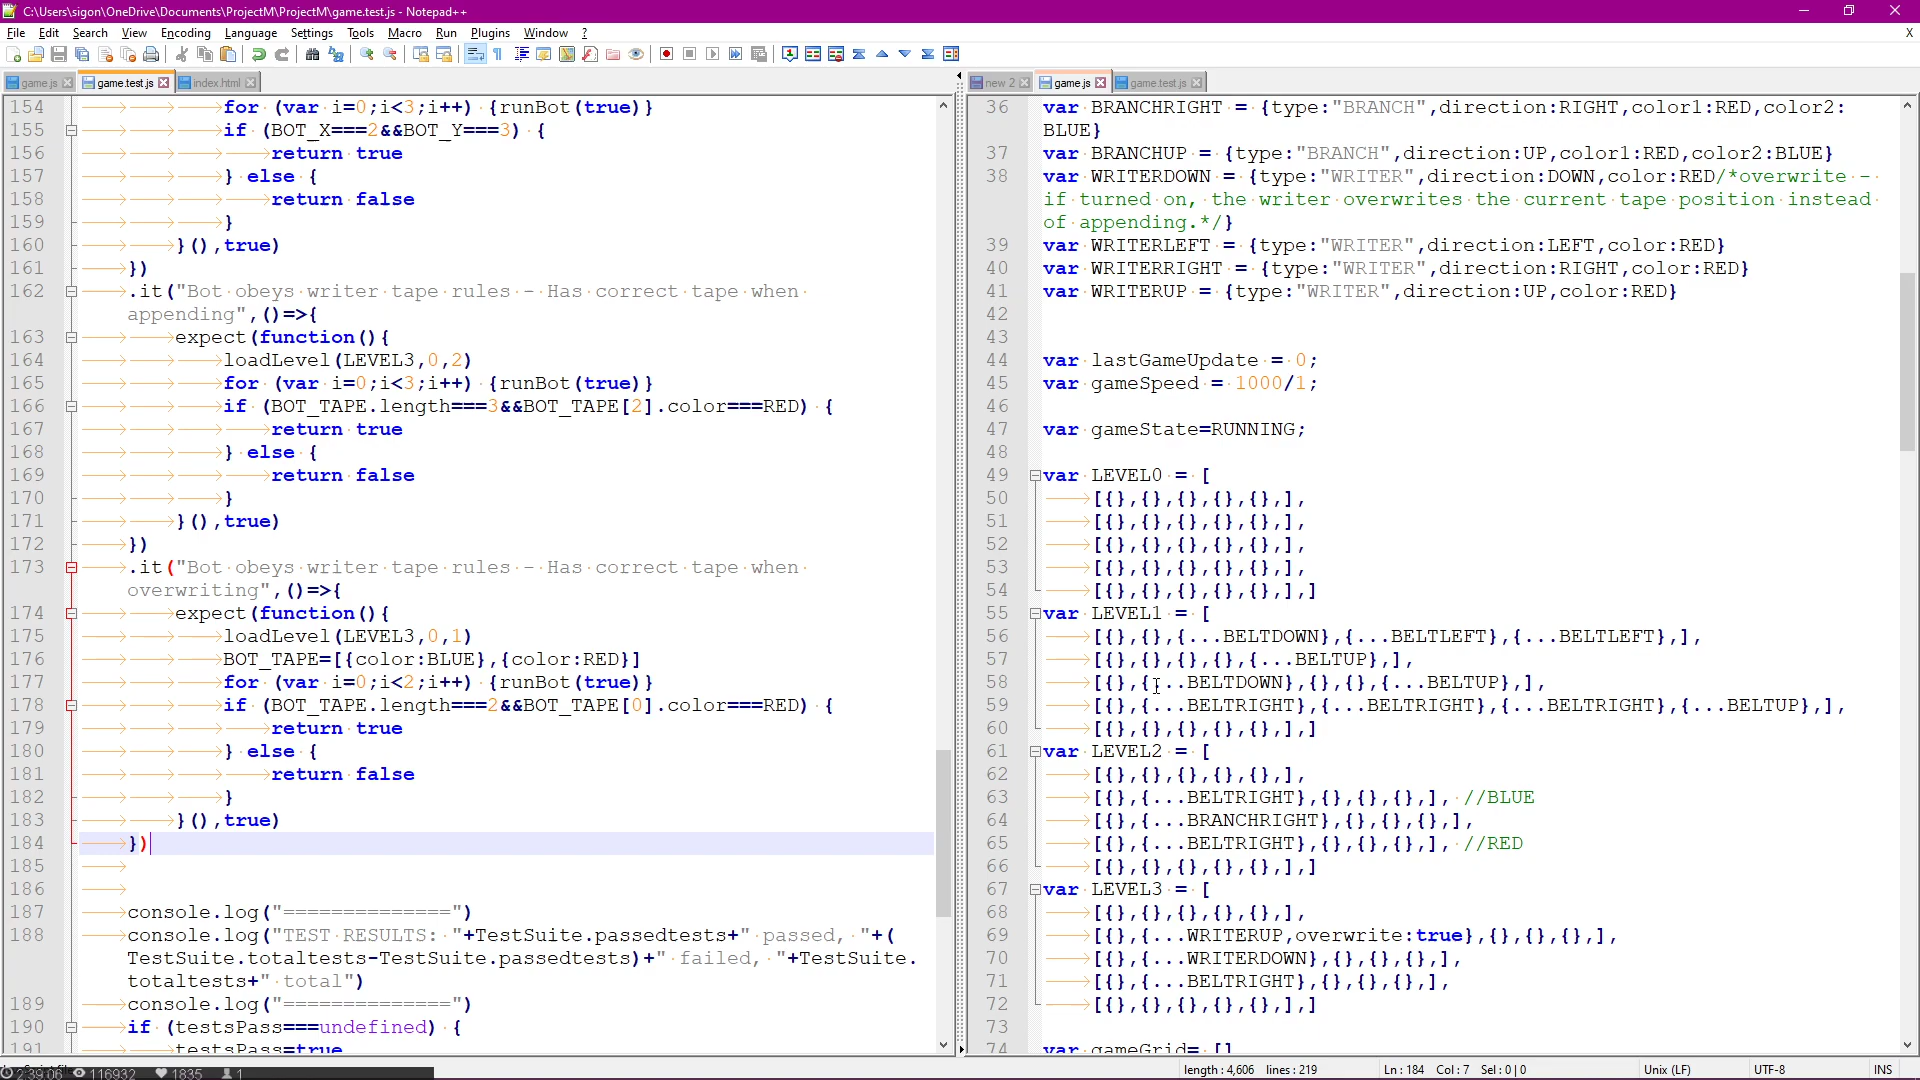 C:\Users\sigon\OneDrive\Documents\ProjectM\ProjectM\game.test.js - Notepad++
File Edit Search View Encoding Language Settings Tools Macro Run Plugins Window ? X
game.js game.test.js index.html
154 for (var i=0;i<3;i++) {runBot(true)}
155 if (BOT_X===2&&BOT_Y===3) {
156 return true
157 } else {
158 return false
159 }
160 }(),true)
161 })
162 .it("Bot obeys writer tape rules - Has correct tape when
appending",()=>{
163 expect(function(){
164 loadLevel(LEVEL3,0,2)
165 for (var i=0;i<3;i++) {runBot(true)}
166 if (BOT_TAPE.length===3&&BOT_TAPE[2].color===RED) {
167 return true
168 } else {
169 return false
170 }
171 }(),true)
172 })
173 .it("Bot obeys writer tape rules - Has correct tape when
overwriting",()=>{
174 expect(function(){
175 loadLevel(LEVEL3,0,1)
176 BOT_TAPE=[{color:BLUE},{color:RED}]
177 for (var i=0;i<2;i++) {runBot(true)}
178 if (BOT_TAPE.length===2&&BOT_TAPE[0].color===RED) {
179 return true
180 } else {
181 return false
182 }
183 }(),true)
184 })
185
186
187 console.log("==============")
188 console.log("TEST RESULTS: "+TestSuite.passedtests+" passed, "+(
TestSuite.totaltests-TestSuite.passedtests)+" failed, "+TestSuite.
totaltests+" total")
189 console.log("==============")
190 if (testsPass===undefined) {
191 testsPass=true
new 2 game.js game.test.js
36 var BRANCHRIGHT = {type:"BRANCH",direction:RIGHT,color1:RED,color2:
BLUE}
37 var BRANCHUP = {type:"BRANCH",direction:UP,color1:RED,color2:BLUE}
38 var WRITERDOWN = {type:"WRITER",direction:DOWN,color:RED/*overwrite -
if turned on, the writer overwrites the current tape position instead
of appending.*/}
39 var WRITERLEFT = {type:"WRITER",direction:LEFT,color:RED}
40 var WRITERRIGHT = {type:"WRITER",direction:RIGHT,color:RED}
41 var WRITERUP = {type:"WRITER",direction:UP,color:RED}
42
43
44 var lastGameUpdate = 0;
45 var gameSpeed = 1000/1;
46
47 var gameState=RUNNING;
48
49 var LEVEL0 = [
50 [{},{},{},{},{},],
51 [{},{},{},{},{},],
52 [{},{},{},{},{},],
53 [{},{},{},{},{},],
54 [{},{},{},{},{},],]
55 var LEVEL1 = [
56 [{},{},{...BELTDOWN},{...BELTLEFT},{...BELTLEFT},],
57 [{},{},{},{},{...BELTUP},],
58 [{},{...BELTDOWN},{},{},{...BELTUP},],
59 [{},{...BELTRIGHT},{...BELTRIGHT},{...BELTRIGHT},{...BELTUP},],
60 [{},{},{},{},{},],]
61 var LEVEL2 = [
62 [{},{},{},{},{},],
63 [{},{...BELTRIGHT},{},{},{},], //BLUE
64 [{},{...BRANCHRIGHT},{},{},{},],
65 [{},{...BELTRIGHT},{},{},{},], //RED
66 [{},{},{},{},{},],]
67 var LEVEL3 = [
68 [{},{},{},{},{},],
69 [{},{...WRITERUP,overwrite:true},{},{},{},],
70 [{},{...WRITERDOWN},{},{},{},],
71 [{},{...BELTRIGHT},{},{},{},],
72 [{},{},{},{},{},],]
73
74 var gameGrid= []
2:39:06 116932 1835 1
length : 4,606 lines : 219 Ln : 184 Col : 7 Sel : 0 | 0 Unix (LF) UTF-8 INS